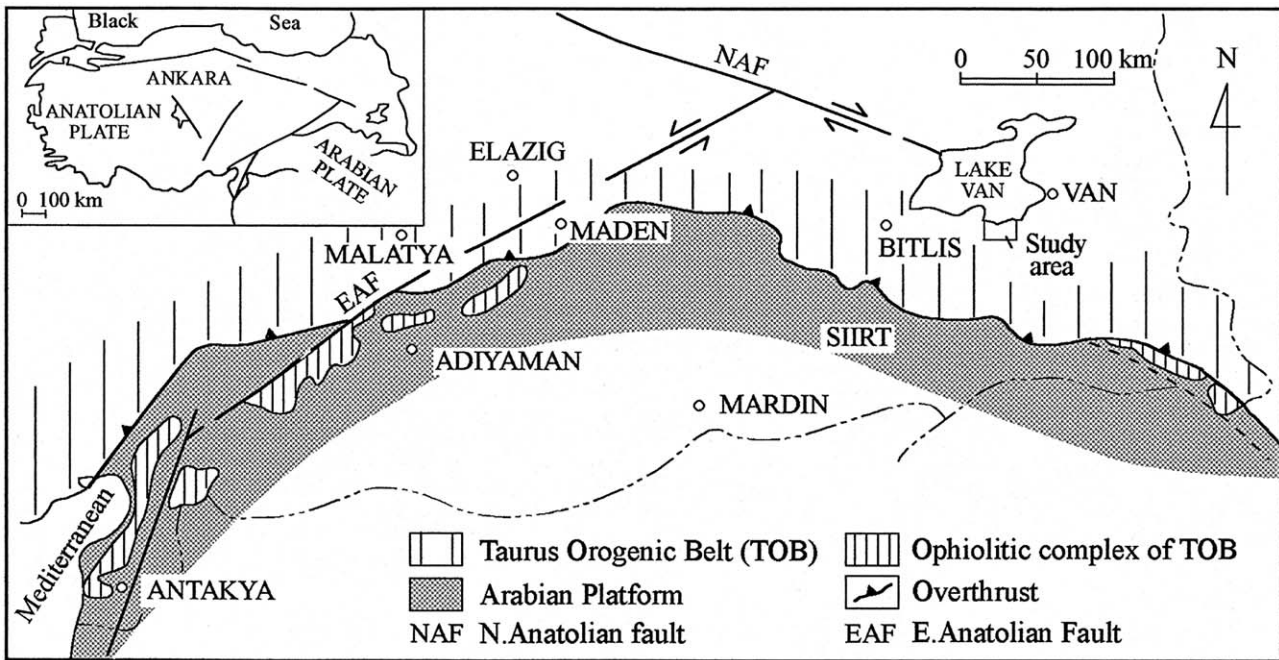 Black
Sea
ANKARA
ANATOLIAN
PLATE
ARABIAN
PLATE
0 100 km
NAF
0 50 100 km
N
ELAZIG
LAKE
VAN
VAN
MALATYA
MADEN
BITLIS
Study
area
EAF
SIIRT
ADIYAMAN
MARDIN
Mediterranean
ANTAKYA
Taurus Orogenic Belt (TOB)
Ophiolitic complex of TOB
Arabian Platform
Overthrust
NAF N.Anatolian fault
EAF E.Anatolian Fault